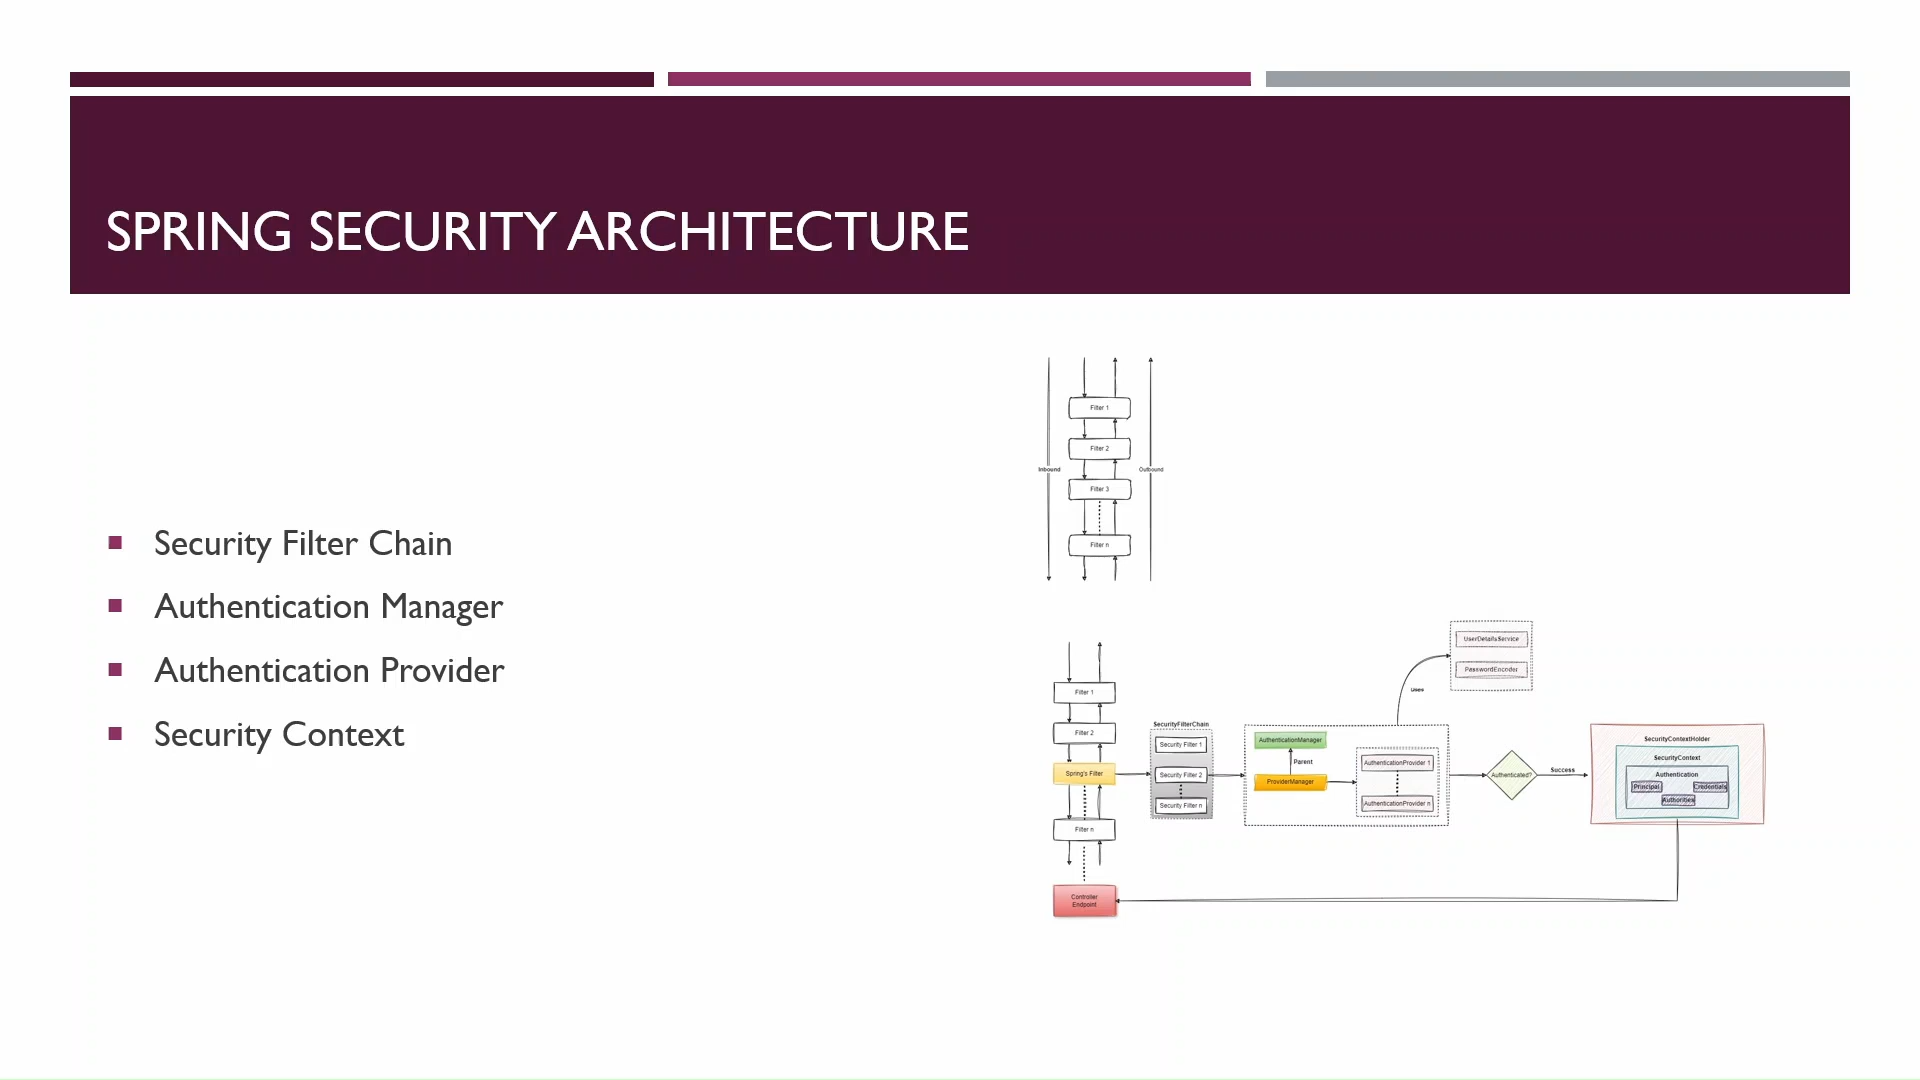 SPRING SECURITY ARCHITECTURE
Security Filter Chain
Authentication Manager
Authentication Provider
Security Context
Filter 1
Filter 2
Inbound
Outbound
Filter 3
Filter n
Filter 1
Filter 2
Spring's Filter
Filter n
Controller
Endpoint
SecurityFilterChain
Security Filter 1
Security Filter 2
Security Filter n
AuthenticationManager
Parent
ProviderManager
AuthenticationProvider 1
AuthenticationProvider n
Uses
UserDetailsService
PasswordEncoder
Authenticated?
Success
SecurityContextHolder
SecurityContext
Authentication
Principal
Credentials
Authorities